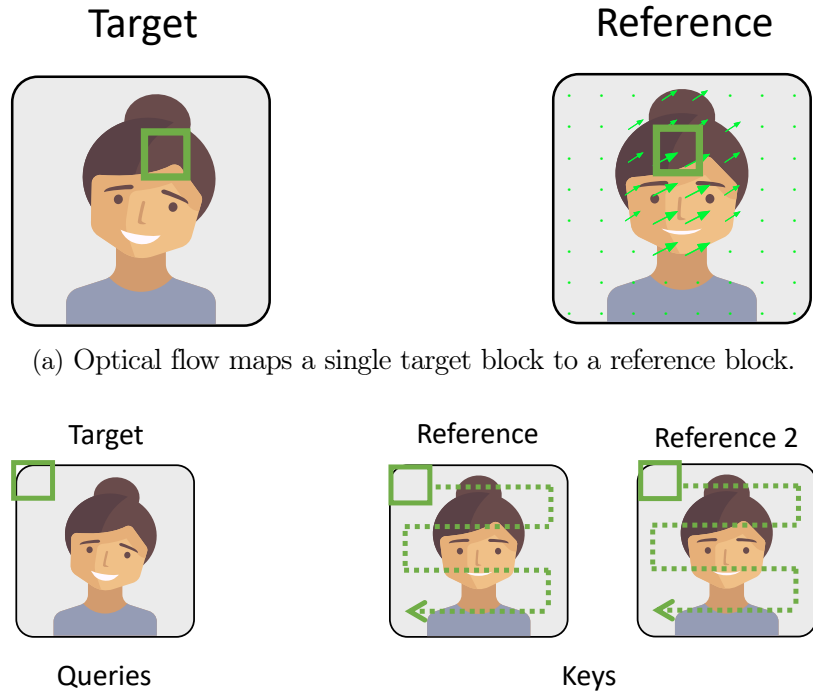 Target
Reference
(a) Optical flow maps a single target block to a reference block.
Target
Reference
Reference 2
Queries
Keys